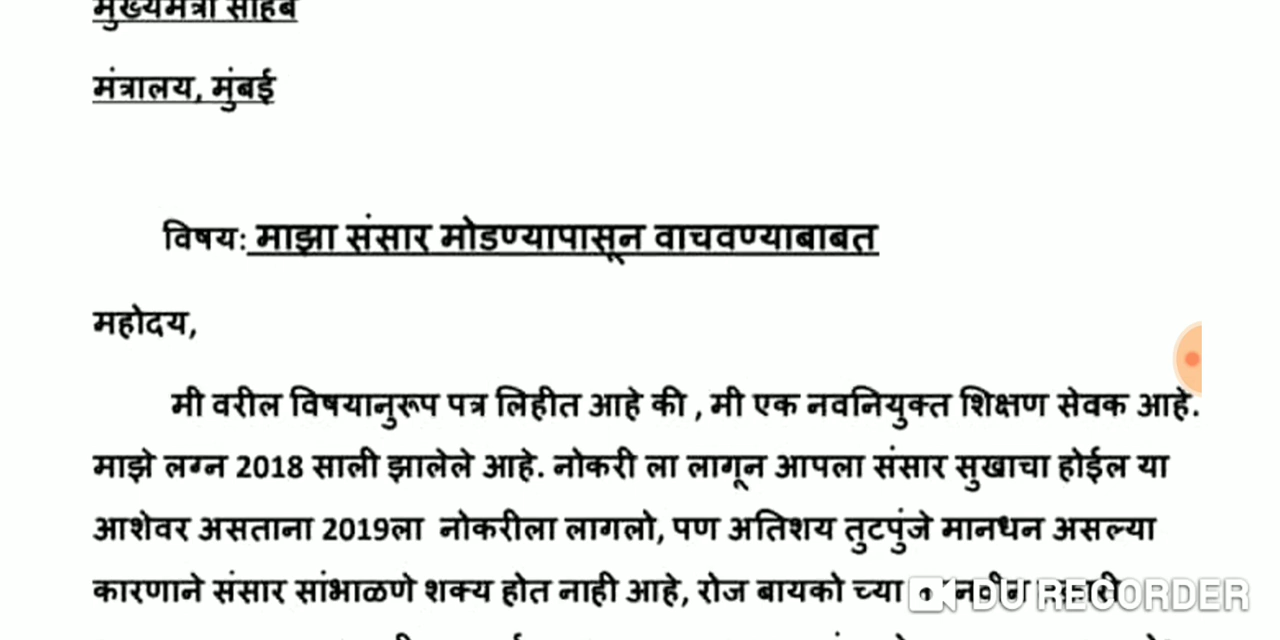 मुख्यमंत्री साहेब
मंत्रालय, मुंबई
विषय: माझा संसार मोडण्यापासून वाचवण्याबाबत
महोदय,
मी वरील विषयानुरूप पत्र लिहीत आहे की , मी एक नवनियुक्त शिक्षण सेवक आहे.
माझे लग्न 2018 साली झालेले आहे. नोकरी ला लागून आपला संसार सुखाचा होईल या
आशेवर असताना 2019ला नोकरीला लागलो, पण अतिशय तुटपुंजे मानधन असल्या
कारणाने संसार सांभाळणे शक्य होत नाही आहे, रोज बायको च्या
DU RECORDER